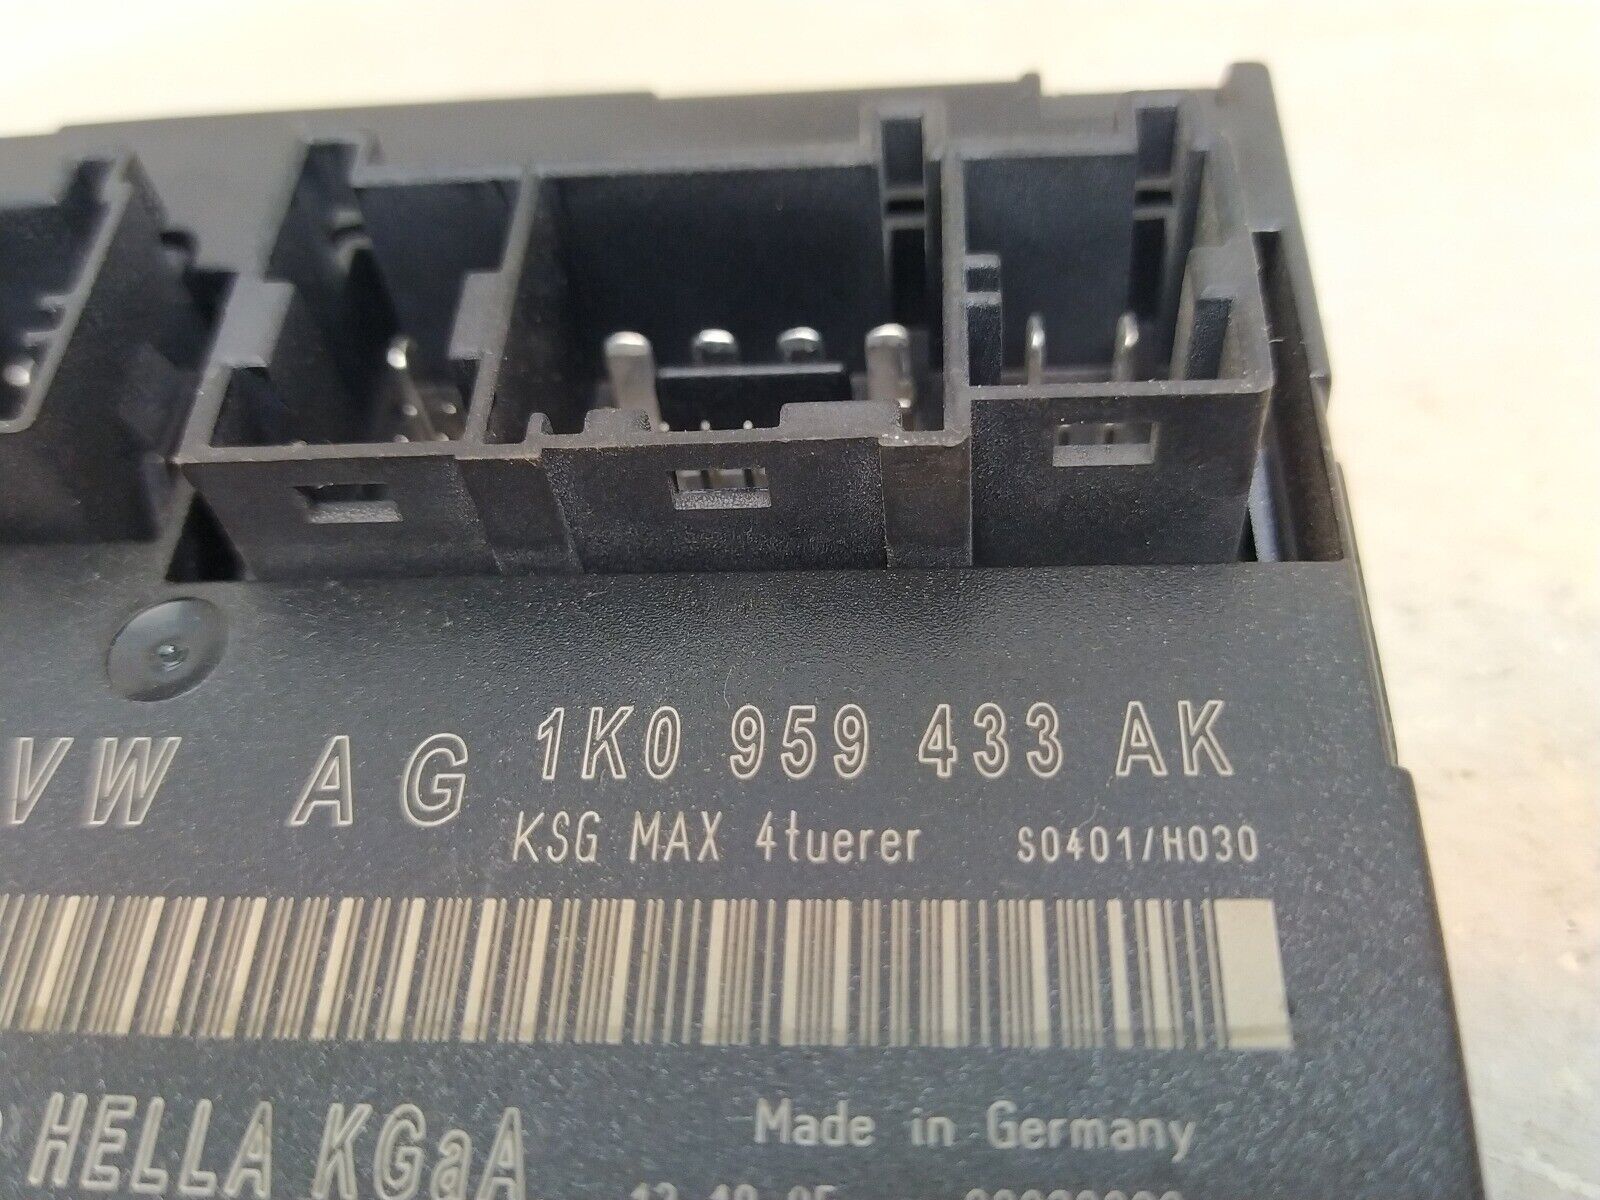 VW AG 1K0 959 433 AK
KSG MAX 4tuerer S0401/H030
HELLA KGaA Made in Germany